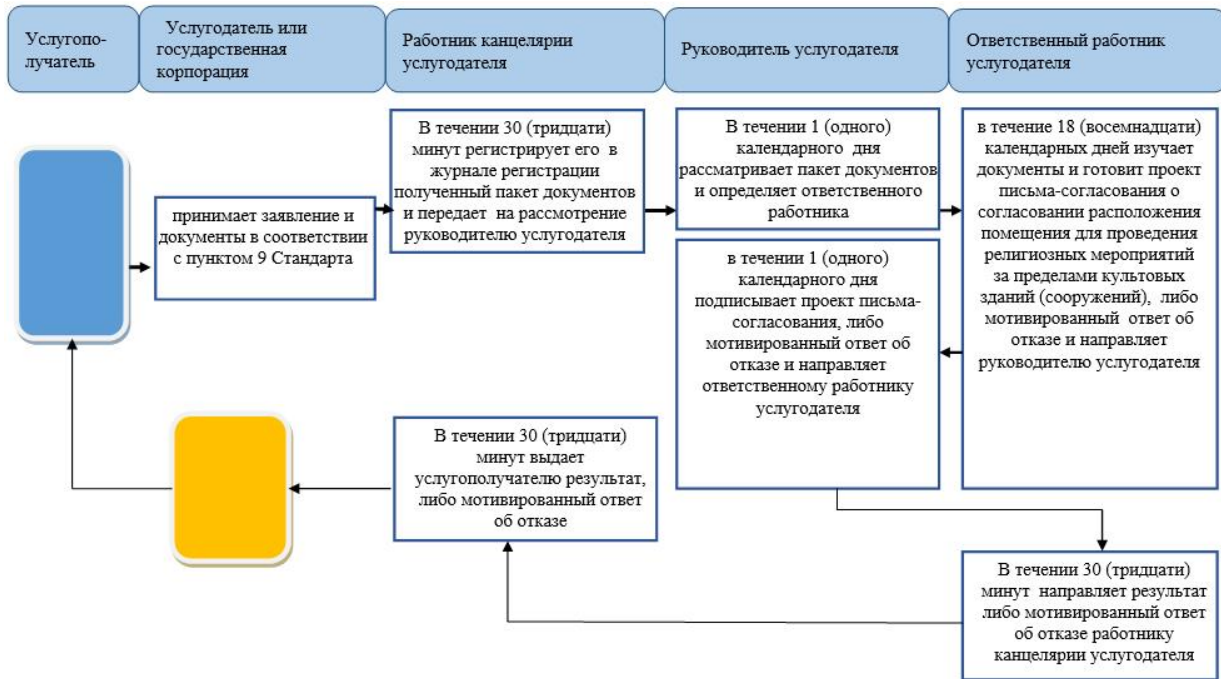 Услугопо-
лучатель
Услугодатель или
государственная
корпорация
Работник канцелярии
услугодателя
Руководитель услугодателя
Ответственный работник
услугодателя
принимает заявление и
документы в соответствии
с пунктом 9 Стандарта
В течении 30 (тридцати)
минут регистрирует его в
журнале регистрации
полученный пакет документов
и передает на рассмотрение
руководителю услугодателя
В течении 1 (одного)
календарного дня
рассматривает пакет документов
и определяет ответственного
работника
в течение 18 (восемнадцати)
календарных дней изучает
документы и готовит проект
письма-согласования о
согласовании расположения
помещения для проведения
религиозных мероприятий
за пределами культовых
зданий (сооружений), либо
мотивированный ответ об
отказе и направляет
руководителю услугодателя
в течении 1 (одного)
календарного дня
подписывает проект письма-
согласования, либо
мотивированный ответ об
отказе и направляет
ответственному работнику
услугодателя
В течении 30 (тридцати)
минут направляет результат
либо мотивированный ответ
об отказе работнику
канцелярии услугодателя
В течении 30 (тридцати)
минут выдает
услугополучателю результат,
либо мотивированный ответ
об отказе